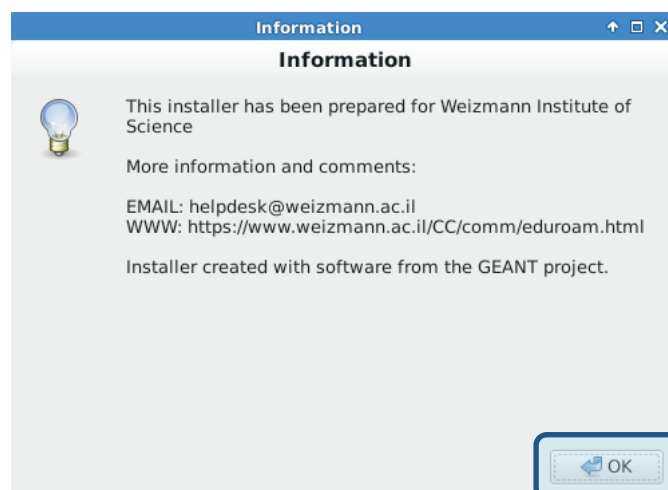 Information
Information
This installer has been prepared for Weizmann Institute of
Science
More information and comments:
EMAIL: helpdesk@weizmann.ac.il
WWW: https://www.weizmann.ac.il/CC/comm/eduroam.html
Installer created with software from the GEANT project.
OK